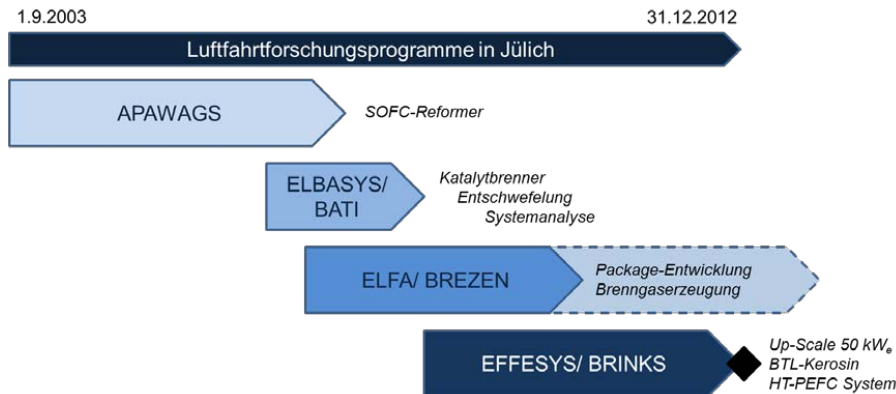 1.9.2003 31.12.2012
Luftfahrtforschungsprogramme in Jülich
APAWAGS SOFC-Reformer
ELBASYS/
BATI
Katalytbrenner
Entschwefelung
Systemanalyse
ELFA/ BREZEN
Package-Entwicklung
Brenngaserzeugung
EFFESYS/ BRINKS
Up-Scale 50 kWe
BTL-Kerosin
HT-PEFC System